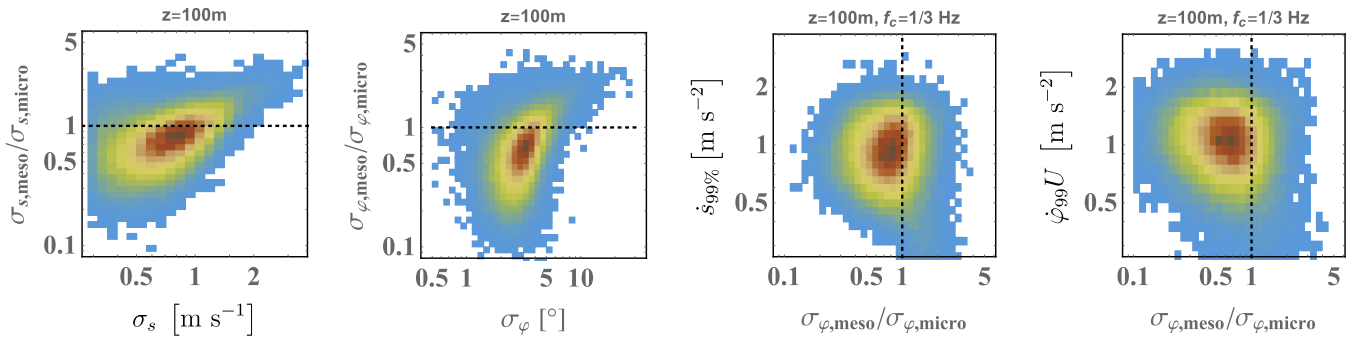 z=100m
5
1
0.5
0.1
0.5
1
2
σ_s,meso/σ_s,micro
σ_s [m s⁻¹]
z=100m
5
1
0.5
0.1
0.5
1
5
10
σ_φ,meso/σ_φ,micro
σ_φ [°]
z=100m, f_c=1/3 Hz
2
1
0.5
0.1
0.5
1
5
ṡ_99% [m s⁻²]
σ_φ,meso/σ_φ,micro
z=100m, f_c=1/3 Hz
2
1
0.5
0.1
0.5
1
5
φ̇_99 U [m s⁻²]
σ_φ,meso/σ_φ,micro